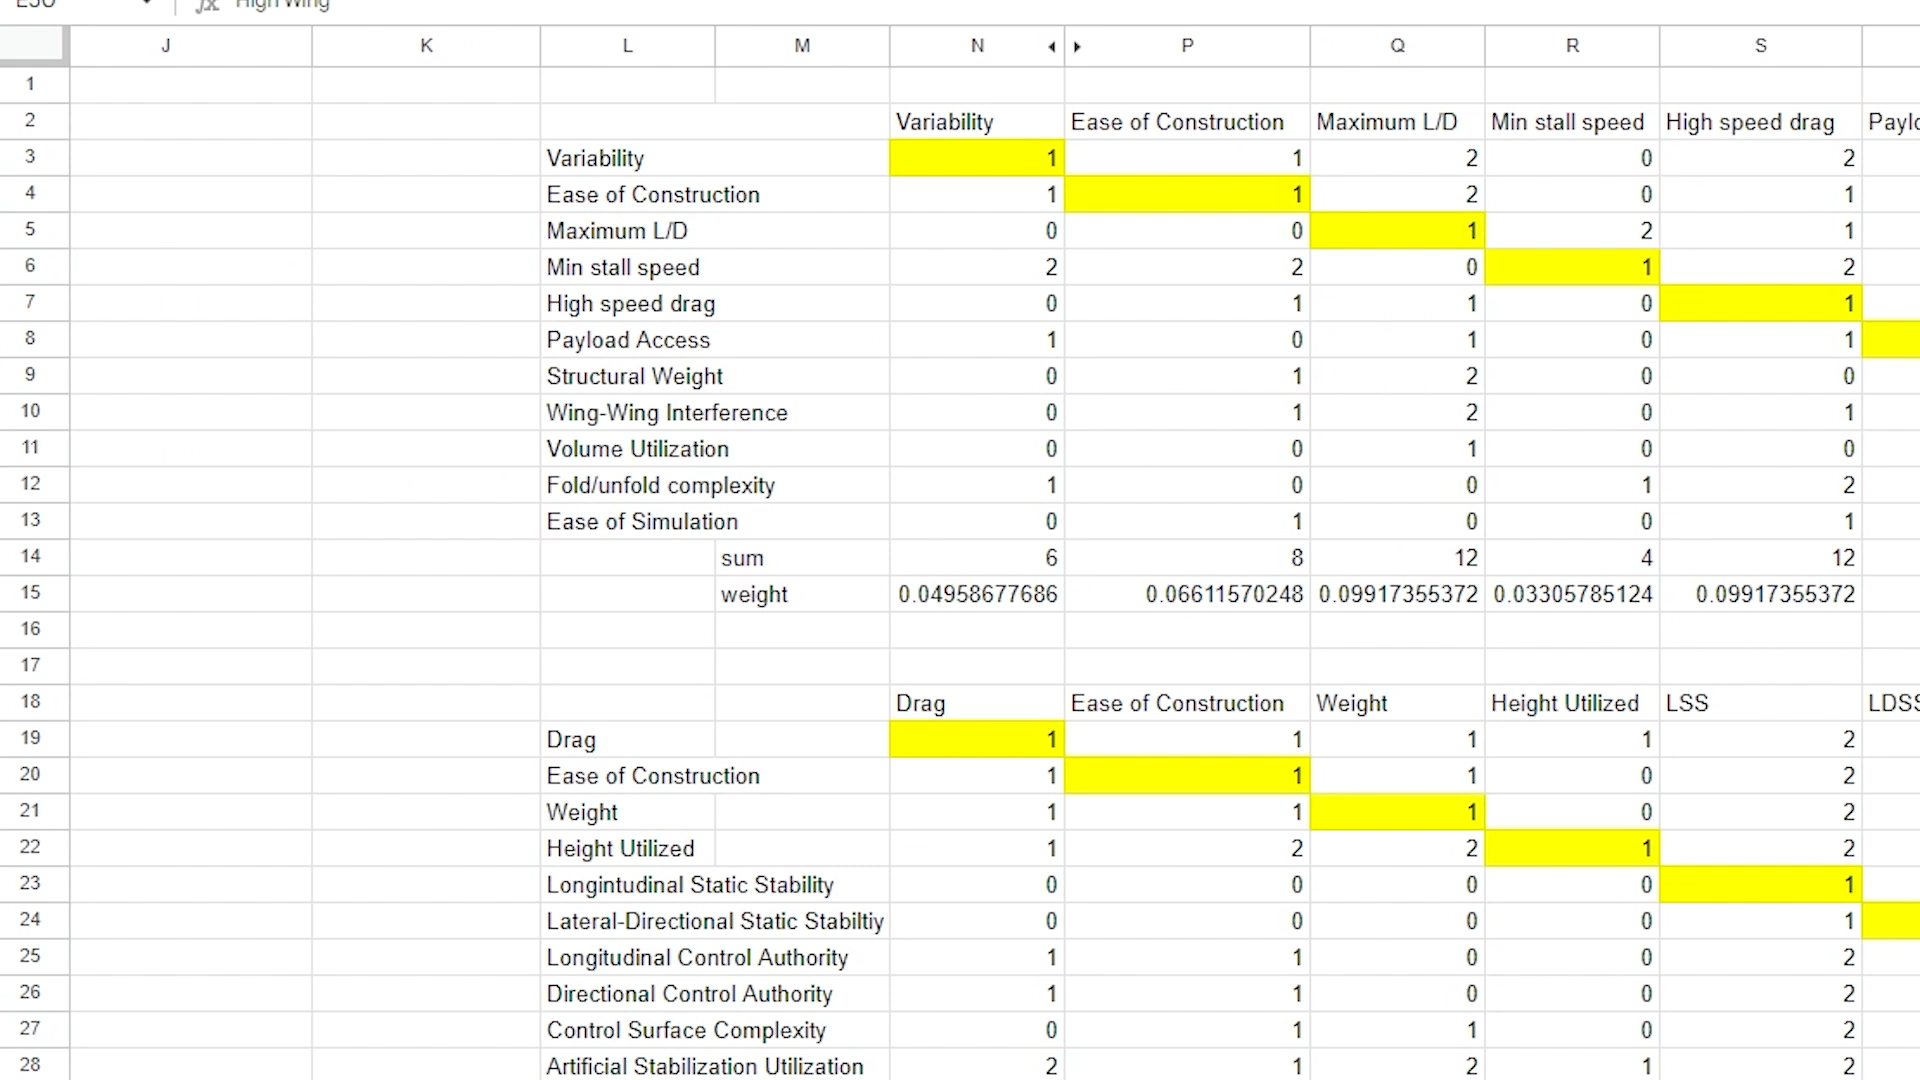 E30 fx High Wing
J K L M N P Q R S
1
2 Variability Ease of Construction Maximum L/D Min stall speed High speed drag Paylo
3 Variability 1 1 2 0 2
4 Ease of Construction 1 1 2 0 1
5 Maximum L/D 0 0 1 2 1
6 Min stall speed 2 2 0 1 2
7 High speed drag 0 1 1 0 1
8 Payload Access 1 0 1 0 1
9 Structural Weight 0 1 2 0 0
10 Wing-Wing Interference 0 1 2 0 1
11 Volume Utilization 0 0 1 0 0
12 Fold/unfold complexity 1 0 0 1 2
13 Ease of Simulation 0 1 0 0 1
14 sum 6 8 12 4 12
15 weight 0.04958677686 0.06611570248 0.09917355372 0.03305785124 0.09917355372
16
17
18 Drag Ease of Construction Weight Height Utilized LSS LDSS
19 Drag 1 1 1 1 2
20 Ease of Construction 1 1 1 0 2
21 Weight 1 1 1 0 2
22 Height Utilized 1 2 2 1 2
23 Longintudinal Static Stability 0 0 0 0 1
24 Lateral-Directional Static Stabiltiy 0 0 0 0 1
25 Longitudinal Control Authority 1 1 0 0 2
26 Directional Control Authority 1 1 0 0 2
27 Control Surface Complexity 0 1 1 0 2
28 Artificial Stabilization Utilization 2 1 2 1 2